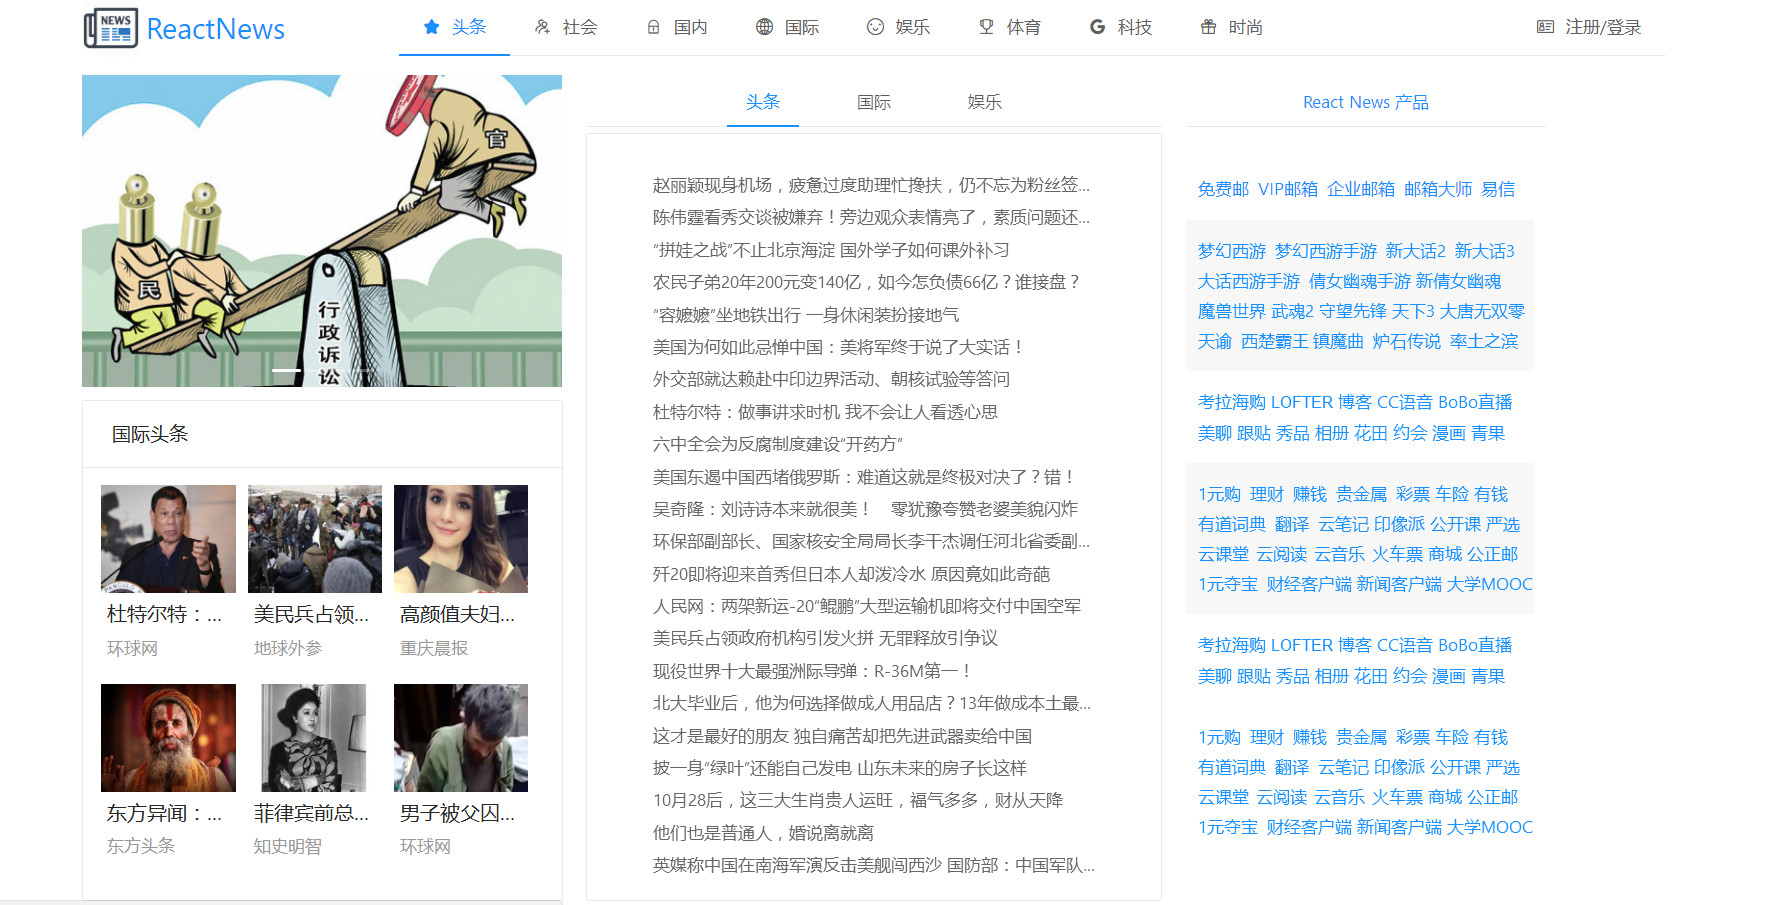 NEWS
ReactNews
头条 社会 国内 国际 娱乐 体育 科技 时尚 注册/登录
官
民
行政诉讼
国际头条
杜特尔特：... 美民兵占领... 高颜值夫妇...
环球网 地球外参 重庆晨报
东方异闻：... 菲律宾前总... 男子被父囚...
东方头条 知史明智 环球网
头条 国际 娱乐
赵丽颖现身机场，疲惫过度助理忙搀扶，仍不忘为粉丝签...
陈伟霆看秀交谈被嫌弃！旁边观众表情亮了，素质问题还...
“拼娃之战”不止北京海淀 国外学子如何课外补习
农民子弟20年200元变140亿，如今怎负债66亿？谁接盘？
“容嬷嬷”坐地铁出行 一身休闲装扮接地气
美国为何如此忌惮中国：美将军终于说了大实话！
外交部就达赖赴中印边界活动、朝核试验等答问
杜特尔特：做事讲求时机 我不会让人看透心思
六中全会为反腐制度建设“开药方”
美国东遏中国西堵俄罗斯：难道这就是终极对决了？错！
吴奇隆：刘诗诗本来就很美！　零犹豫夸赞老婆美貌闪炸
环保部副部长、国家核安全局局长李干杰调任河北省委副...
歼20即将迎来首秀但日本人却泼冷水 原因竟如此奇葩
人民网：两架新运-20“鲲鹏”大型运输机即将交付中国空军
美民兵占领政府机构引发火拼 无罪释放引争议
现役世界十大最强洲际导弹：R-36M第一！
北大毕业后，他为何选择做成人用品店？13年做成本土最...
这才是最好的朋友 独自痛苦却把先进武器卖给中国
披一身“绿叶”还能自己发电 山东未来的房子长这样
10月28后，这三大生肖贵人运旺，福气多多，财从天降
他们也是普通人，婚说离就离
英媒称中国在南海军演反击美舰闯西沙 国防部：中国军队...
React News 产品
免费邮 VIP邮箱 企业邮箱 邮箱大师 易信
梦幻西游 梦幻西游手游 新大话2 新大话3
大话西游手游 倩女幽魂手游 新倩女幽魂
魔兽世界 武魂2 守望先锋 天下3 大唐无双零
天谕 西楚霸王 镇魔曲 炉石传说 率土之滨
考拉海购 LOFTER 博客 CC语音 BoBo直播
美聊 跟贴 秀品 相册 花田 约会 漫画 青果
1元购 理财 赚钱 贵金属 彩票 车险 有钱
有道词典 翻译 云笔记 印像派 公开课 严选
云课堂 云阅读 云音乐 火车票 商城 公正邮
1元夺宝 财经客户端 新闻客户端 大学MOOC
考拉海购 LOFTER 博客 CC语音 BoBo直播
美聊 跟贴 秀品 相册 花田 约会 漫画 青果
1元购 理财 赚钱 贵金属 彩票 车险 有钱
有道词典 翻译 云笔记 印像派 公开课 严选
云课堂 云阅读 云音乐 火车票 商城 公正邮
1元夺宝 财经客户端 新闻客户端 大学MOOC